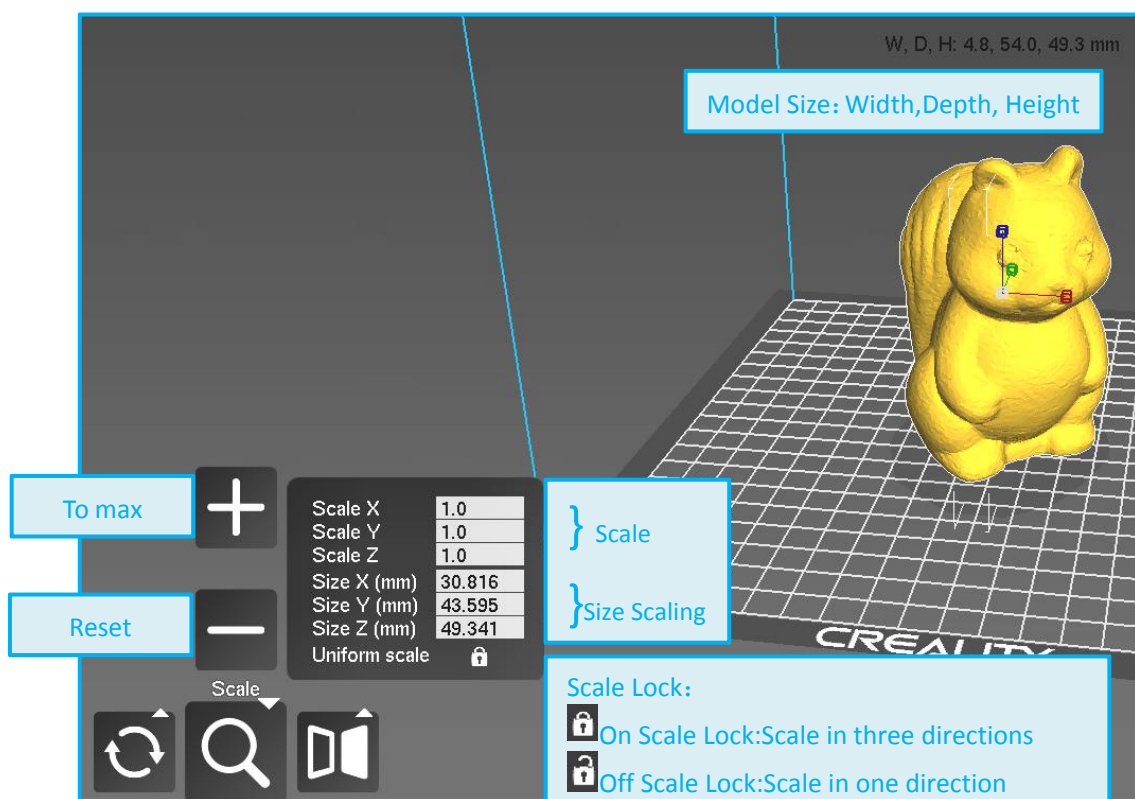 W, D, H: 4.8, 54.0, 49.3 mm
Model Size：Width,Depth, Height
To max
Scale X 1.0
Scale Y 1.0
Scale Z 1.0
Size X (mm) 30.816
Size Y (mm) 43.595
Size Z (mm) 49.341
Uniform scale
} Scale
}Size Scaling
Reset
CREALITY
Scale
Scale Lock：
On Scale Lock:Scale in three directions
Off Scale Lock:Scale in one direction